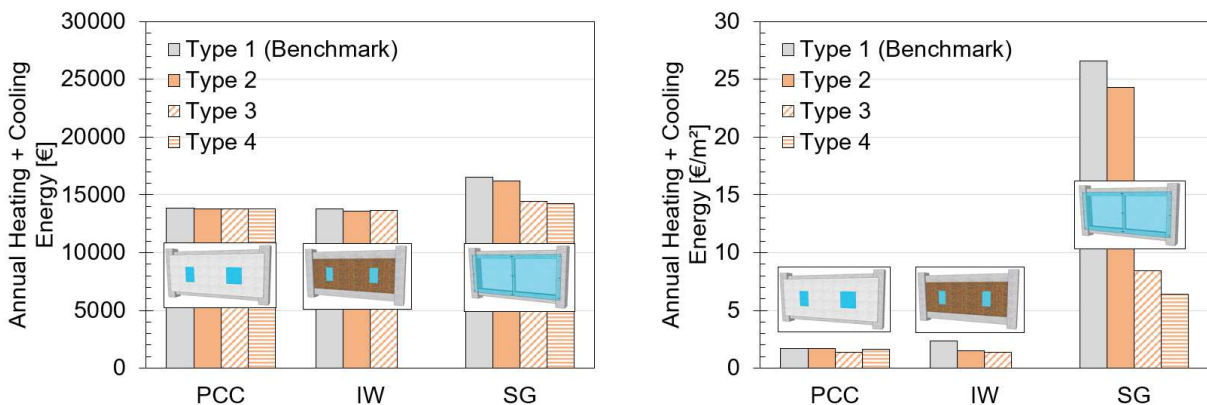 Annual Heating + Cooling
Energy [€]
30000
25000
20000
15000
10000
5000
0
Type 1 (Benchmark)
Type 2
Type 3
Type 4
PCC
IW
SG
Annual Heating + Cooling
Energy [€/m²]
30
25
20
15
10
5
0
Type 1 (Benchmark)
Type 2
Type 3
Type 4
PCC
IW
SG